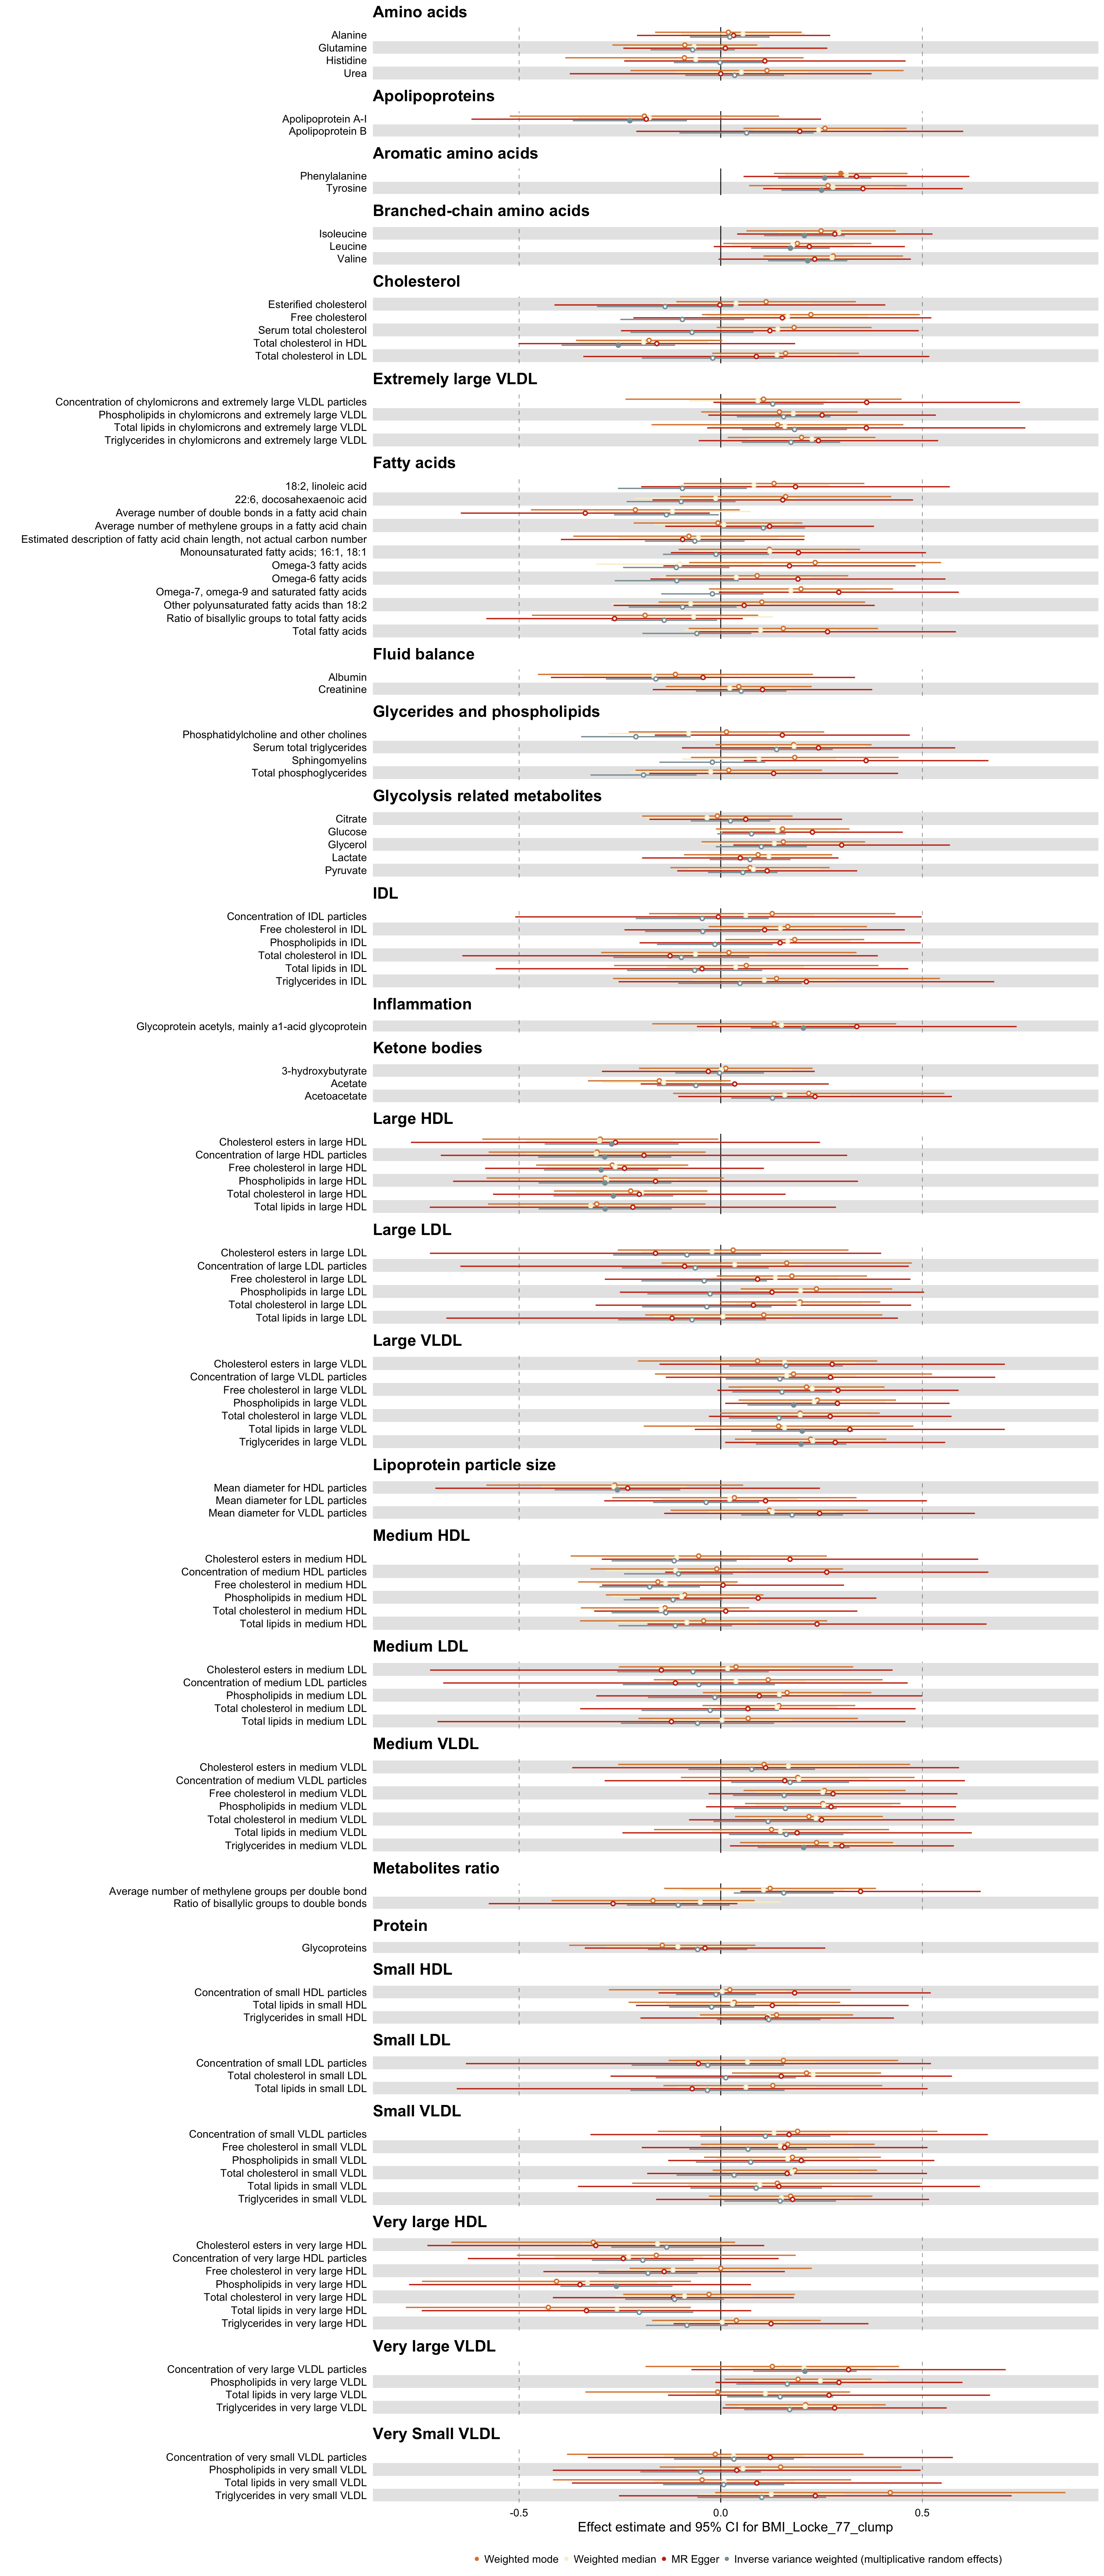 Amino acids
Alanine
Glutamine
Histidine
Urea
Apolipoproteins
Apolipoprotein A-I
Apolipoprotein B
Aromatic amino acids
Phenylalanine
Tyrosine
Branched-chain amino acids
Isoleucine
Leucine
Valine
Cholesterol
Esterified cholesterol
Free cholesterol
Serum total cholesterol
Total cholesterol in HDL
Total cholesterol in LDL
Extremely large VLDL
Concentration of chylomicrons and extremely large VLDL particles
Phospholipids in chylomicrons and extremely large VLDL
Total lipids in chylomicrons and extremely large VLDL
Triglycerides in chylomicrons and extremely large VLDL
Fatty acids
18:2, linoleic acid
22:6, docosahexaenoic acid
Average number of double bonds in a fatty acid chain
Average number of methylene groups in a fatty acid chain
Estimated description of fatty acid chain length, not actual carbon number
Monounsaturated fatty acids; 16:1, 18:1
Omega-3 fatty acids
Omega-6 fatty acids
Omega-7, omega-9 and saturated fatty acids
Other polyunsaturated fatty acids than 18:2
Ratio of bisallylic groups to total fatty acids
Total fatty acids
Fluid balance
Albumin
Creatinine
Glycerides and phospholipids
Phosphatidylcholine and other cholines
Serum total triglycerides
Sphingomyelins
Total phosphoglycerides
Glycolysis related metabolites
Citrate
Glucose
Glycerol
Lactate
Pyruvate
IDL
Concentration of IDL particles
Free cholesterol in IDL
Phospholipids in IDL
Total cholesterol in IDL
Total lipids in IDL
Triglycerides in IDL
Inflammation
Glycoprotein acetyls, mainly a1-acid glycoprotein
Ketone bodies
3-hydroxybutyrate
Acetate
Acetoacetate
Large HDL
Cholesterol esters in large HDL
Concentration of large HDL particles
Free cholesterol in large HDL
Phospholipids in large HDL
Total cholesterol in large HDL
Total lipids in large HDL
Large LDL
Cholesterol esters in large LDL
Concentration of large LDL particles
Free cholesterol in large LDL
Phospholipids in large LDL
Total cholesterol in large LDL
Total lipids in large LDL
Large VLDL
Cholesterol esters in large VLDL
Concentration of large VLDL particles
Free cholesterol in large VLDL
Phospholipids in large VLDL
Total cholesterol in large VLDL
Total lipids in large VLDL
Triglycerides in large VLDL
Lipoprotein particle size
Mean diameter for HDL particles
Mean diameter for LDL particles
Mean diameter for VLDL particles
Medium HDL
Cholesterol esters in medium HDL
Concentration of medium HDL particles
Free cholesterol in medium HDL
Phospholipids in medium HDL
Total cholesterol in medium HDL
Total lipids in medium HDL
Medium LDL
Cholesterol esters in medium LDL
Concentration of medium LDL particles
Phospholipids in medium LDL
Total cholesterol in medium LDL
Total lipids in medium LDL
Medium VLDL
Cholesterol esters in medium VLDL
Concentration of medium VLDL particles
Free cholesterol in medium VLDL
Phospholipids in medium VLDL
Total cholesterol in medium VLDL
Total lipids in medium VLDL
Triglycerides in medium VLDL
Metabolites ratio
Average number of methylene groups per double bond
Ratio of bisallylic groups to double bonds
Protein
Glycoproteins
Small HDL
Concentration of small HDL particles
Total lipids in small HDL
Triglycerides in small HDL
Small LDL
Concentration of small LDL particles
Total cholesterol in small LDL
Total lipids in small LDL
Small VLDL
Concentration of small VLDL particles
Free cholesterol in small VLDL
Phospholipids in small VLDL
Total cholesterol in small VLDL
Total lipids in small VLDL
Triglycerides in small VLDL
Very large HDL
Cholesterol esters in very large HDL
Concentration of very large HDL particles
Free cholesterol in very large HDL
Phospholipids in very large HDL
Total cholesterol in very large HDL
Total lipids in very large HDL
Triglycerides in very large HDL
Very large VLDL
Concentration of very large VLDL particles
Phospholipids in very large VLDL
Total lipids in very large VLDL
Triglycerides in very large VLDL
Very Small VLDL
Concentration of very small VLDL particles
Phospholipids in very small VLDL
Total lipids in very small VLDL
Triglycerides in very small VLDL
-0.5 0.0 0.5
Effect estimate and 95% CI for BMI_Locke_77_clump
Weighted mode Weighted median MR Egger Inverse variance weighted (multiplicative random effects)